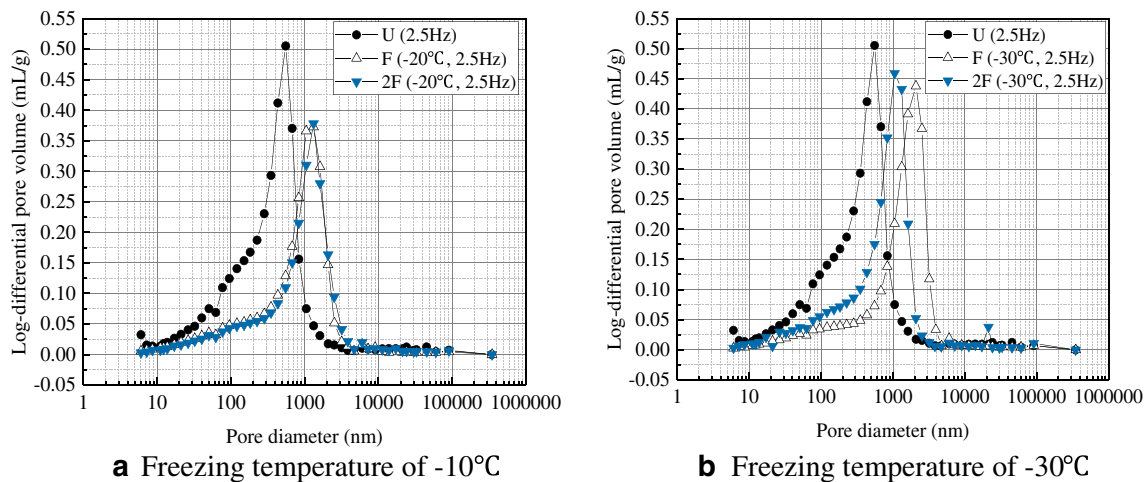 0.55
0.50
0.45
0.40
0.35
0.30
0.25
0.20
0.15
0.10
0.05
0.00
-0.05
Log-differential pore volume (mL/g)
U (2.5Hz)
F (-20℃, 2.5Hz)
2F (-20℃, 2.5Hz)
1 10 100 1000 10000 100000 1000000
Pore diameter (nm)
a Freezing temperature of -10℃
0.55
0.50
0.45
0.40
0.35
0.30
0.25
0.20
0.15
0.10
0.05
0.00
-0.05
Log-differential pore volume (mL/g)
U (2.5Hz)
F (-30℃, 2.5Hz)
2F (-30℃, 2.5Hz)
1 10 100 1000 10000 100000 1000000
Pore diameter (nm)
b Freezing temperature of -30℃